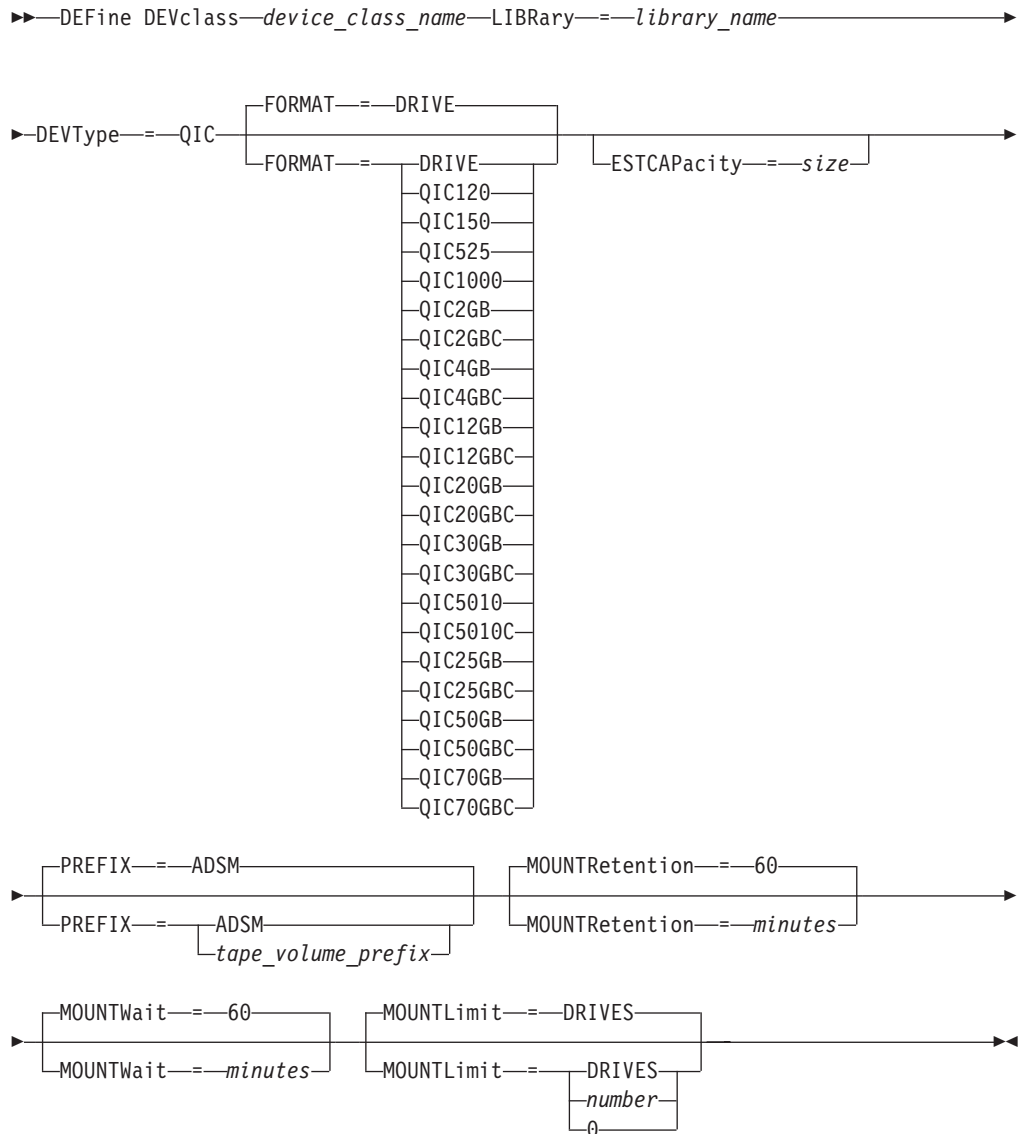 DEFine DEVclass device_class_name LIBRary = library_name
FORMAT = DRIVE
DEVType = QIC
FORMAT = DRIVE
ESTCAPacity = size
QIC120
QIC150
QIC525
QIC1000
QIC2GB
QIC2GBC
QIC4GB
QIC4GBC
QIC12GB
QIC12GBC
QIC20GB
QIC20GBC
QIC30GB
QIC30GBC
QIC5010
QIC5010C
QIC25GB
QIC25GBC
QIC50GB
QIC50GBC
QIC70GB
QIC70GBC
PREFIX = ADSM MOUNTRetention = 60
PREFIX = ADSM MOUNTRetention = minutes
tape_volume_prefix
MOUNTWait = 60 MOUNTLimit = DRIVES
MOUNTWait = minutes MOUNTLimit = DRIVES
number
0